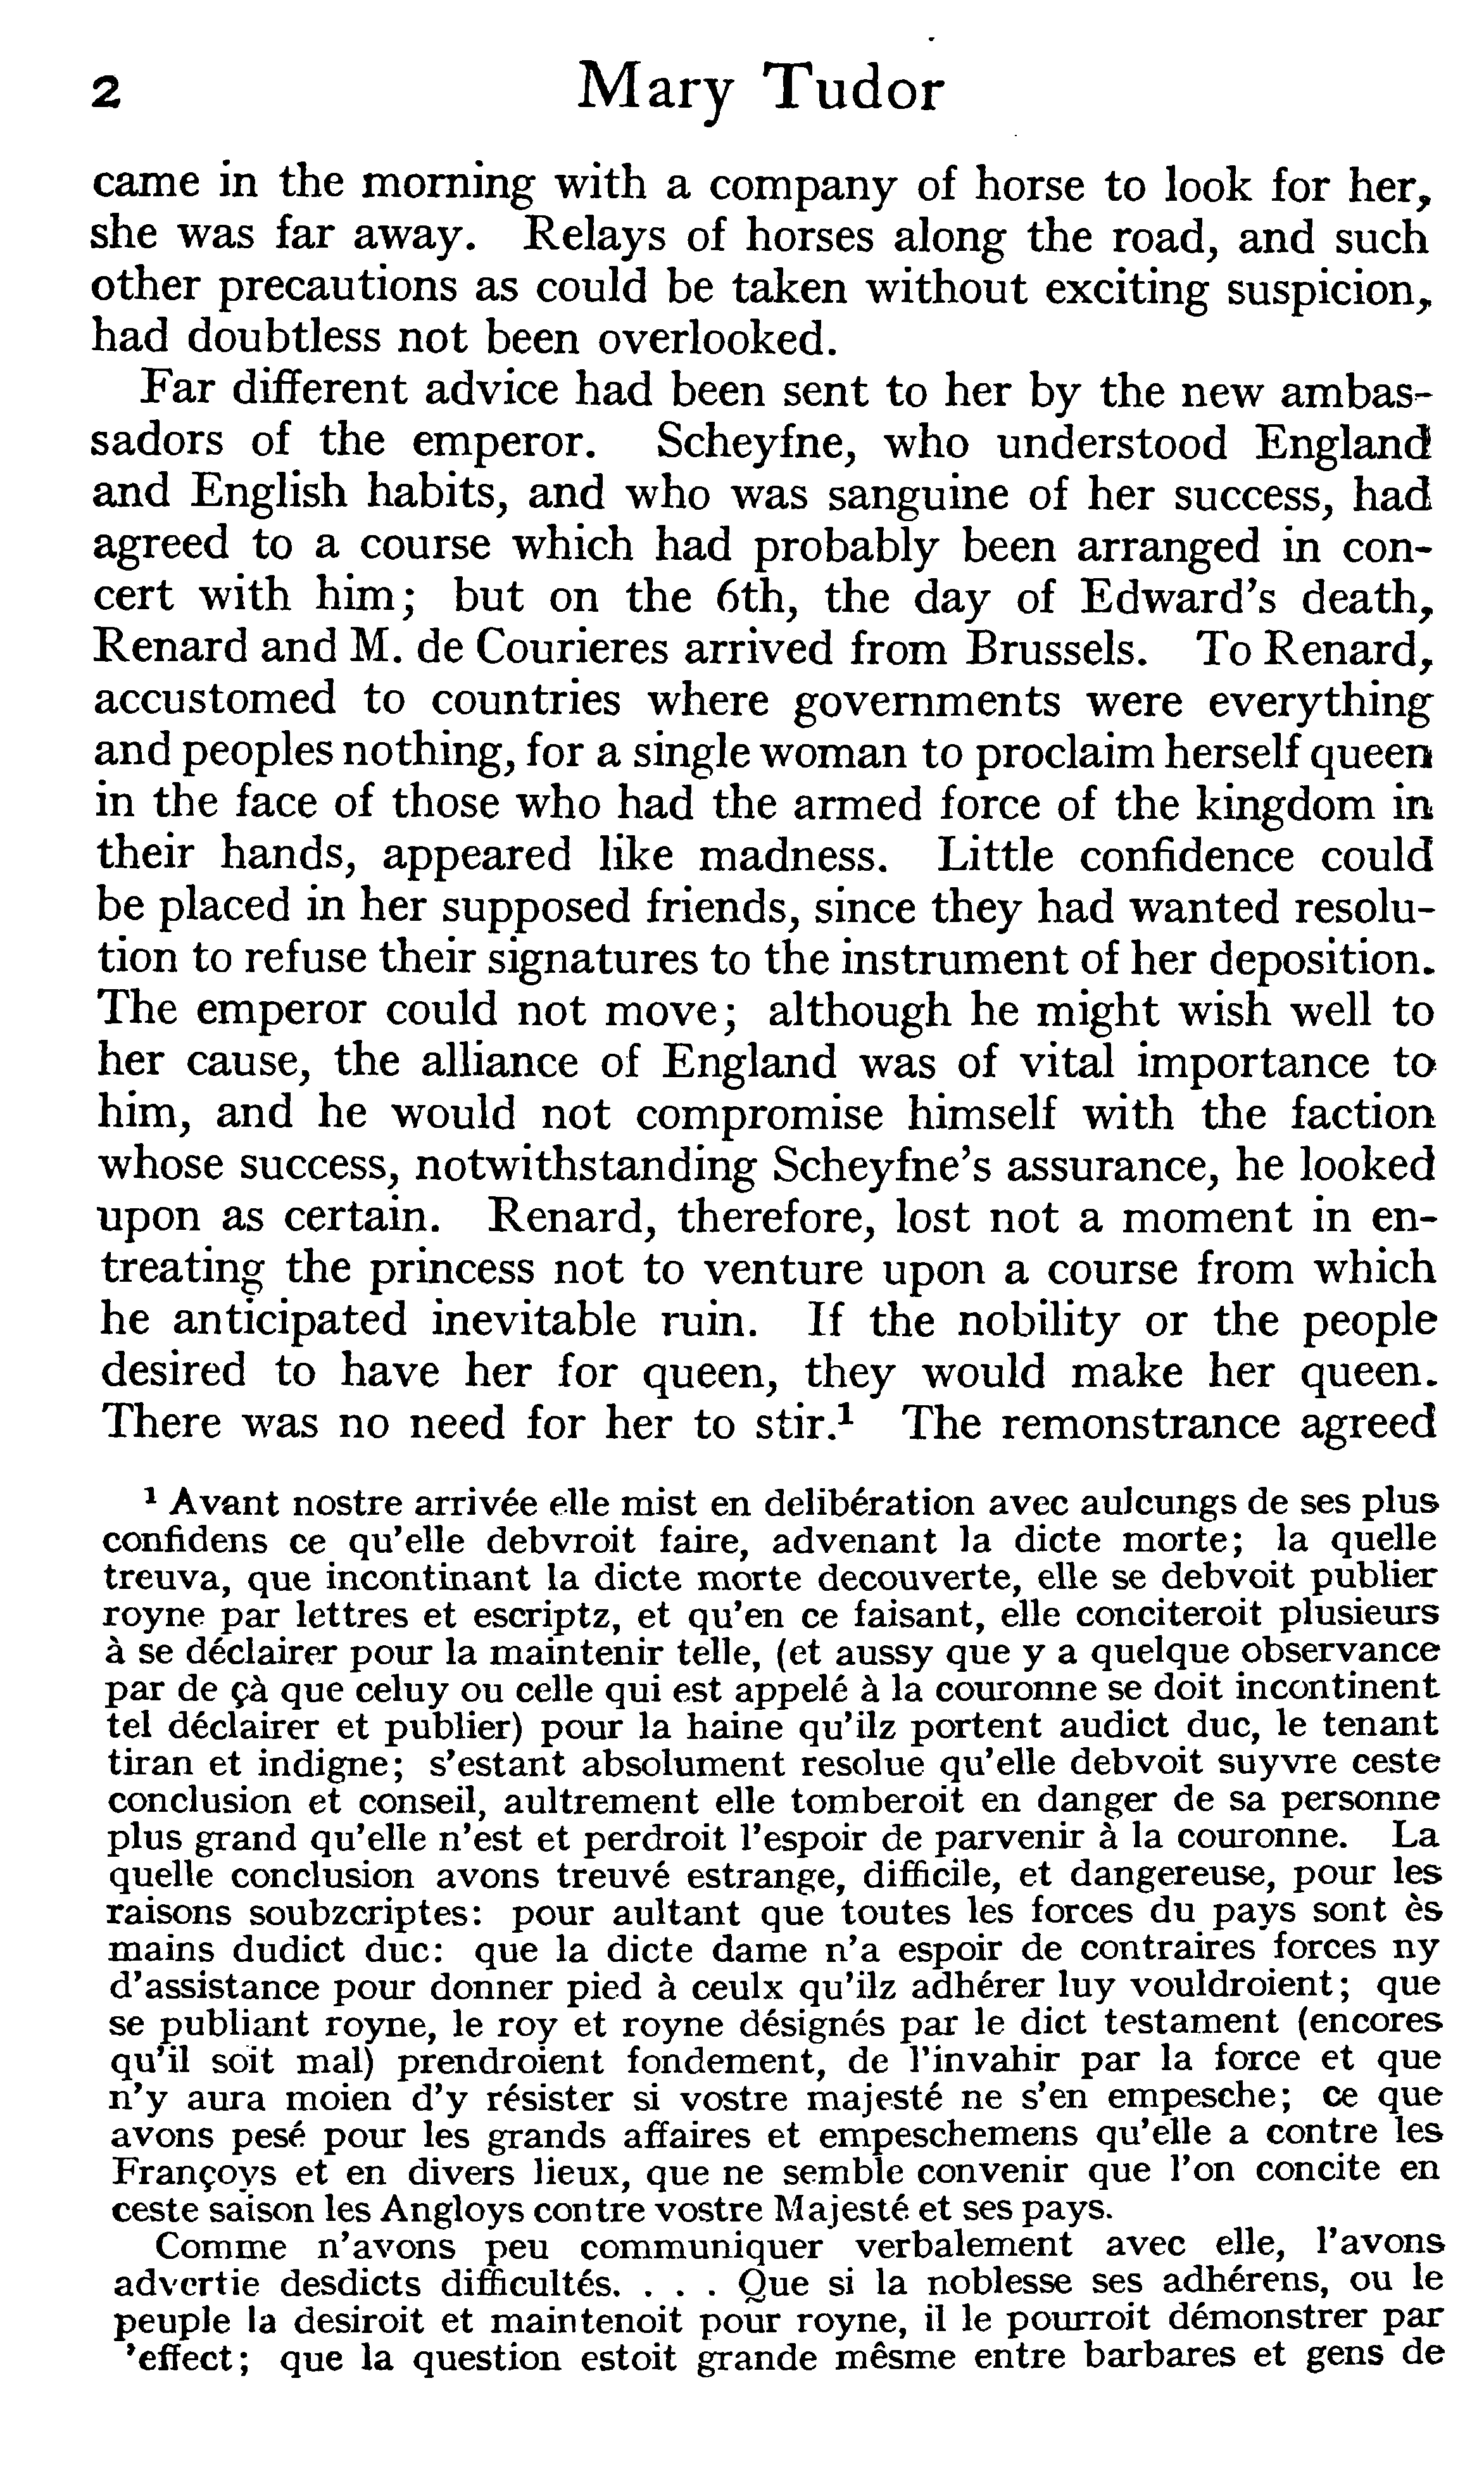 2 Mary Tudor
came in the morning with a company of horse to look for her,
she was far away. Relays of horses along the road, and such
other precautions as could be taken without exciting suspicion,
had doubtless not been overlooked.
Far different advice had been sent to her by the new ambas-
sadors of the emperor. Scheyfne, who understood England
and English habits, and who was sanguine of her success, had
agreed to a course which had probably been arranged in con-
cert with him; but on the 6th, the day of Edward's death,
Renard and M. de Courieres arrived from Brussels. To Renard,
accustomed to countries where governments were everything
and peoples nothing, for a single woman to proclaim herself queen
in the face of those who had the armed force of the kingdom in
their hands, appeared like madness. Little confidence could
be placed in her supposed friends, since they had wanted resolu-
tion to refuse their signatures to the instrument of her deposition.
The emperor could not move; although he might wish well to
her cause, the alliance of England was of vital importance to
him, and he would not compromise himself with the faction
whose success, notwithstanding Scheyfne's assurance, he looked
upon as certain. Renard, therefore, lost not a moment in en-
treating the princess not to venture upon a course from which
he anticipated inevitable ruin. If the nobility or the people
desired to have her for queen, they would make her queen.
There was no need for her to stir.¹ The remonstrance agreed
¹ Avant nostre arrivée elle mist en delibération avec aulcungs de ses plus
confidens ce qu'elle debvroit faire, advenant la dicte morte; la quelle
treuva, que incontinant la dicte morte decouverte, elle se debvoit publier
royne par lettres et escriptz, et qu'en ce faisant, elle conciteroit plusieurs
à se déclairer pour la maintenir telle, (et aussy que y a quelque observance
par de çà que celuy ou celle qui est appelé à la couronne se doit incontinent
tel déclairer et publier) pour la haine qu'ilz portent audict duc, le tenant
tiran et indigne; s'estant absolument resolue qu'elle debvoit suyvre ceste
conclusion et conseil, aultrement elle tomberoit en danger de sa personne
plus grand qu'elle n'est et perdroit l'espoir de parvenir à la couronne. La
quelle conclusion avons treuvé estrange, difficile, et dangereuse, pour les
raisons soubzcriptes: pour aultant que toutes les forces du pays sont ès
mains dudict duc: que la dicte dame n'a espoir de contraires forces ny
d'assistance pour donner pied à ceulx qu'ilz adhérer luy vouldroient; que
se publiant royne, le roy et royne désignés par le dict testament (encores
qu'il soit mal) prendroient fondement, de l'invahir par la force et que
n'y aura moien d'y résister si vostre majesté ne s'en empesche; ce que
avons pesé pour les grands affaires et empeschemens qu'elle a contre les
Françoys et en divers lieux, que ne semble convenir que l'on concite en
ceste saison les Angloys contre vostre Majesté et ses pays.
Comme n'avons peu communiquer verbalement avec elle, l'avons
advertie desdicts difficultés. . . . Que si la noblesse ses adhérens, ou le
peuple la desiroit et maintenoit pour royne, il le pourroit démonstrer par
'effect; que la question estoit grande mêsme entre barbares et gens de